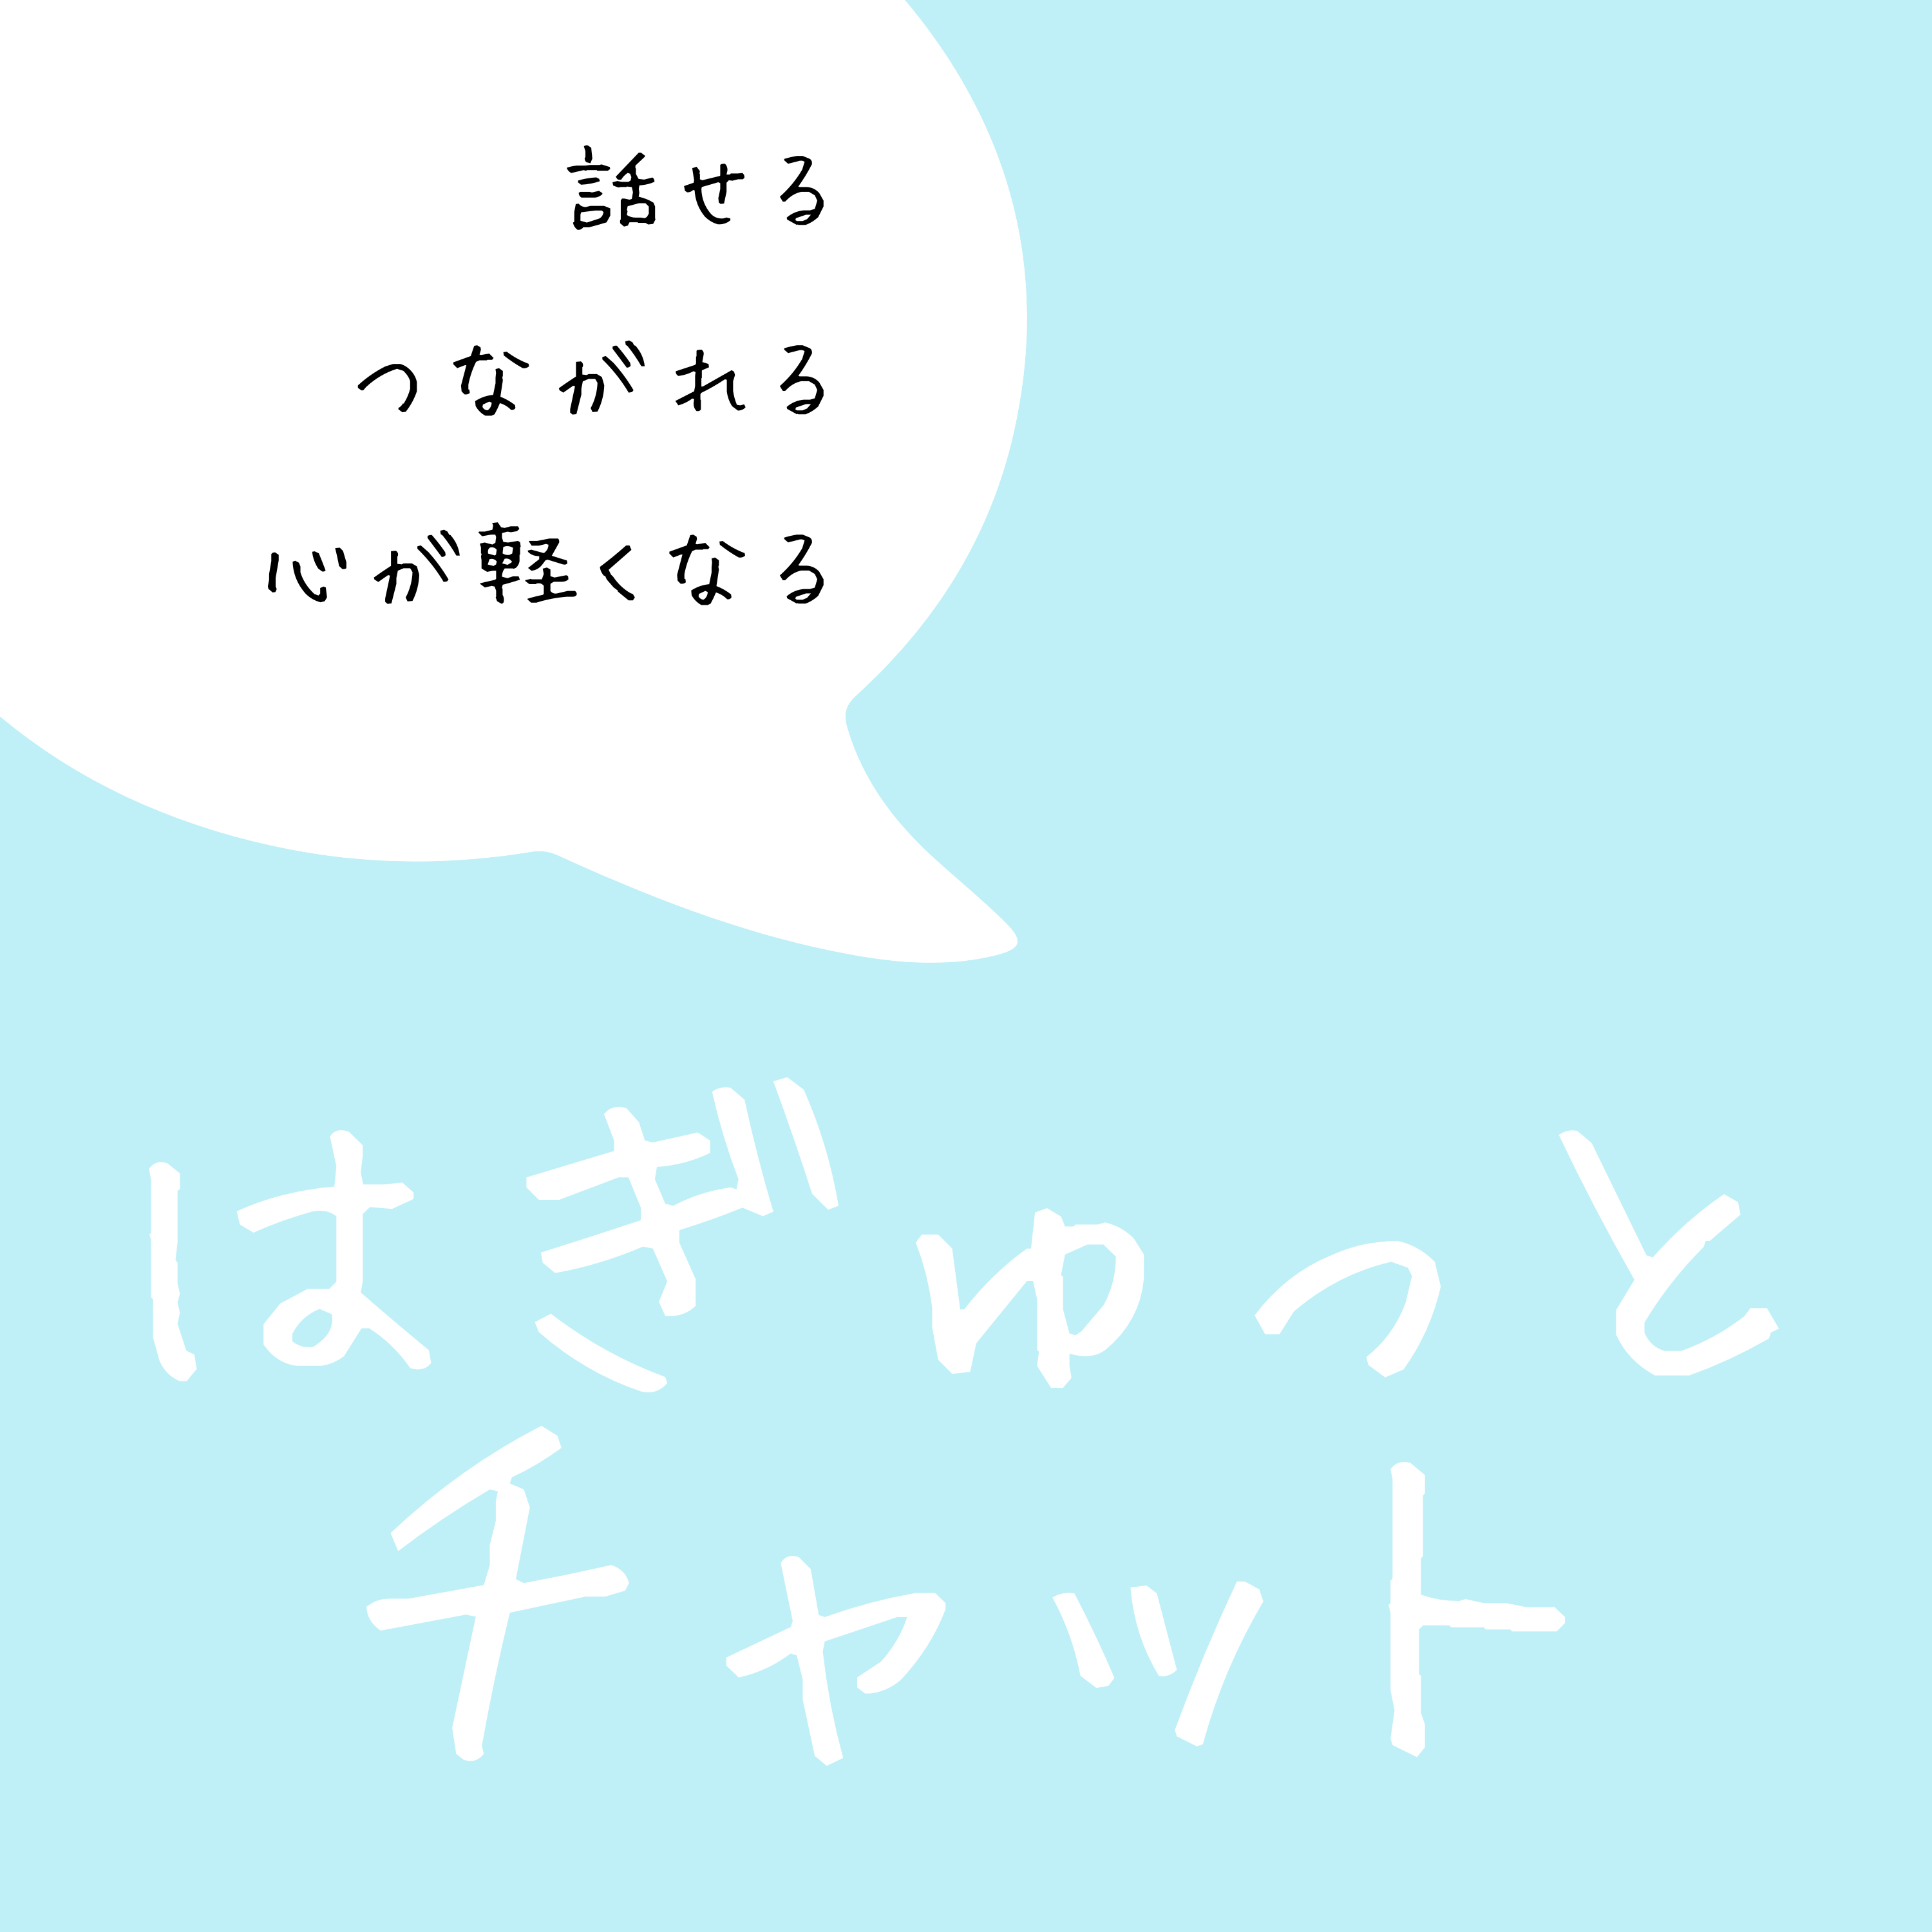 話せる
つながれる
心が軽くなる
はぎゅっと
チャット